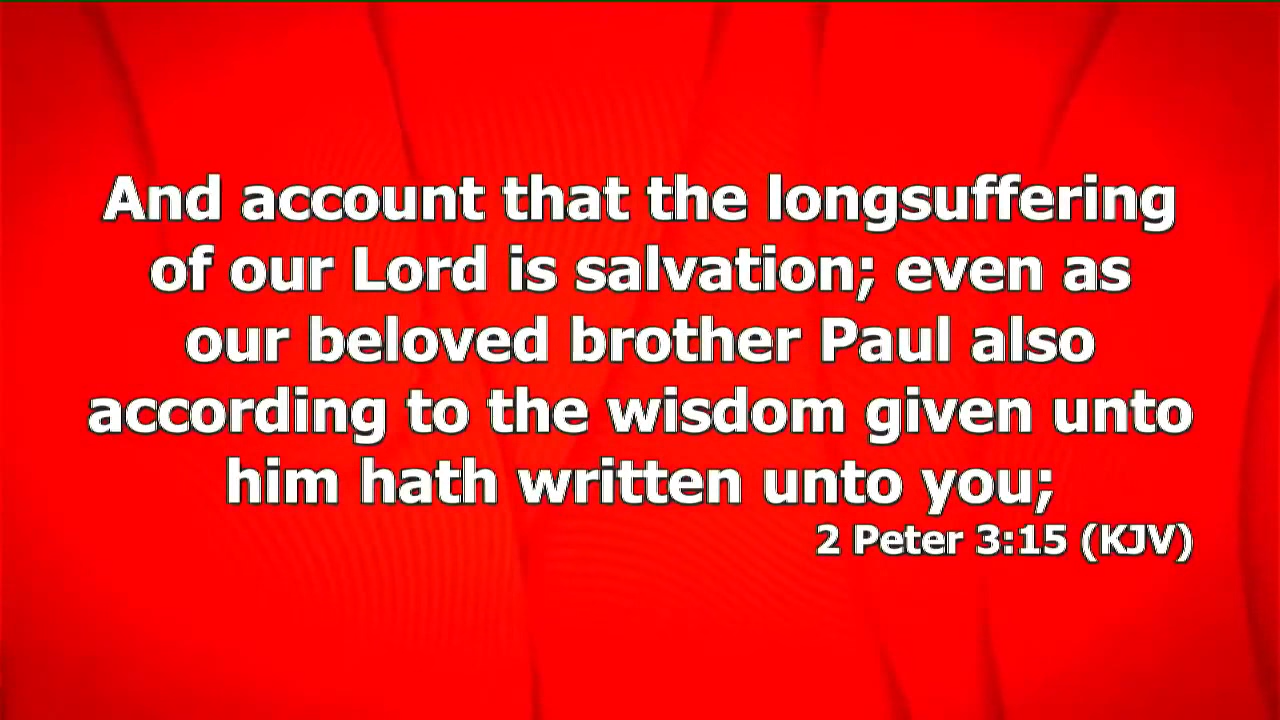 And account that the longsuffering
of our Lord is salvation; even as
our beloved brother Paul also
according to the wisdom given unto
him hath written unto you;
2 Peter 3:15 (KJV)